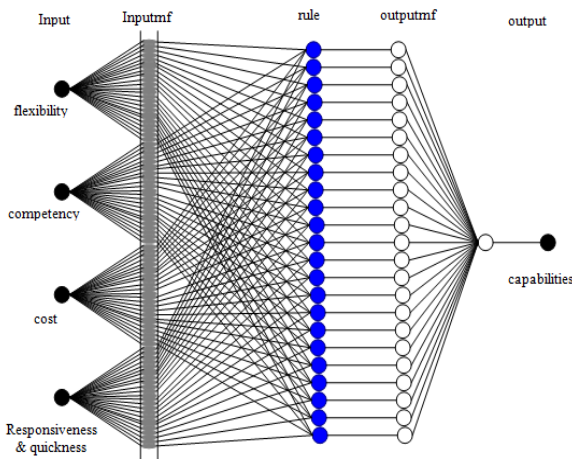 Input
Inputmf
rule
outputmf
output
flexibility
competency
cost
Responsiveness
& quickness
capabilities